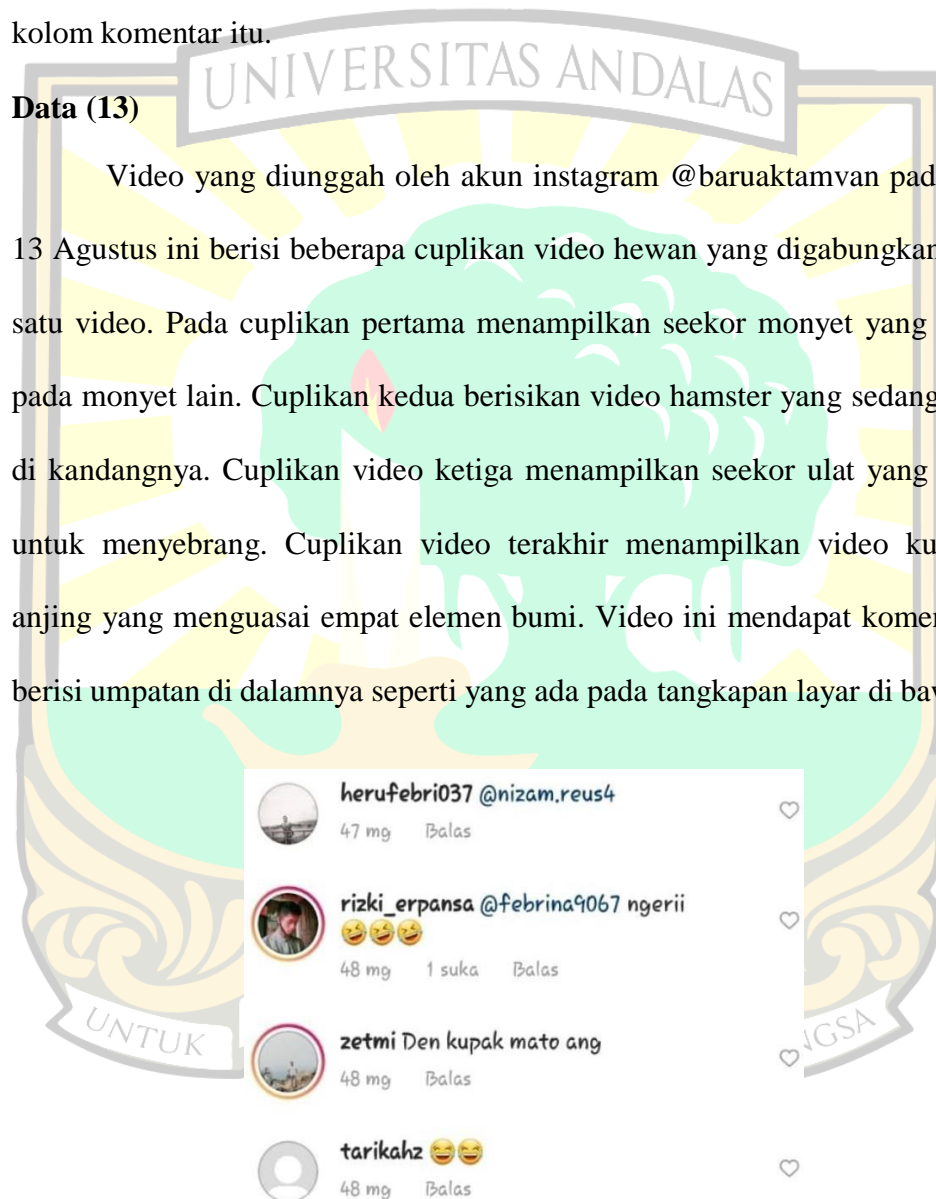 kolom komentar itu.
UNIVERSITAS ANDALAS
Data (13)
Video yang diunggah oleh akun instagram @baruaktamvan pad
13 Agustus ini berisi beberapa cuplikan video hewan yang digabungkan
satu video. Pada cuplikan pertama menampilkan seekor monyet yang
pada monyet lain. Cuplikan kedua berisikan video hamster yang sedang
di kandangnya. Cuplikan video ketiga menampilkan seekor ulat yang
untuk menyebrang. Cuplikan video terakhir menampilkan video ku
anjing yang menguasai empat elemen bumi. Video ini mendapat komen
berisi umpatan di dalamnya seperti yang ada pada tangkapan layar di ba
herufebri037 @nizam.reus4
47 mg Balas
rizki_erpansa @febrina9067 ngerii
🤣🤣🤣
48 mg 1 suka Balas
UNTUK
zetmi Den kupak mato ang
48 mg Balas
NGSA
tarikahz 😆😆
48 mg Balas